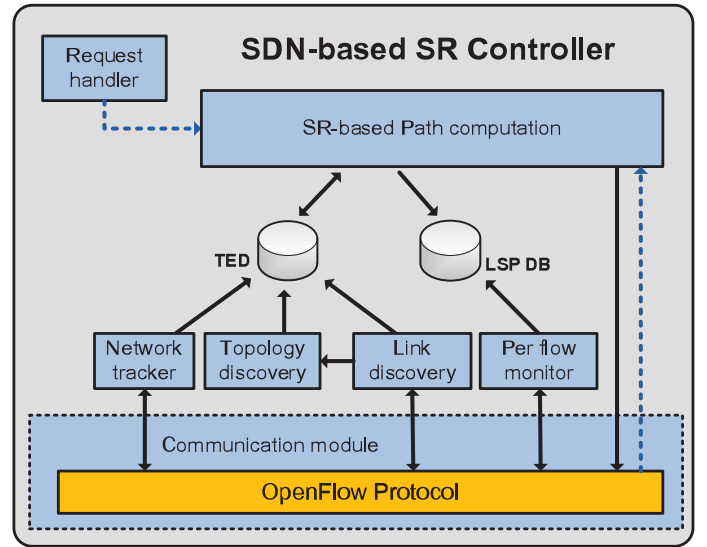 SDN-based SR Controller
Request
handler
SR-based Path computation
TED
LSP DB
Network
tracker
Topology
discovery
Link
discovery
Per flow
monitor
Communication module
OpenFlow Protocol